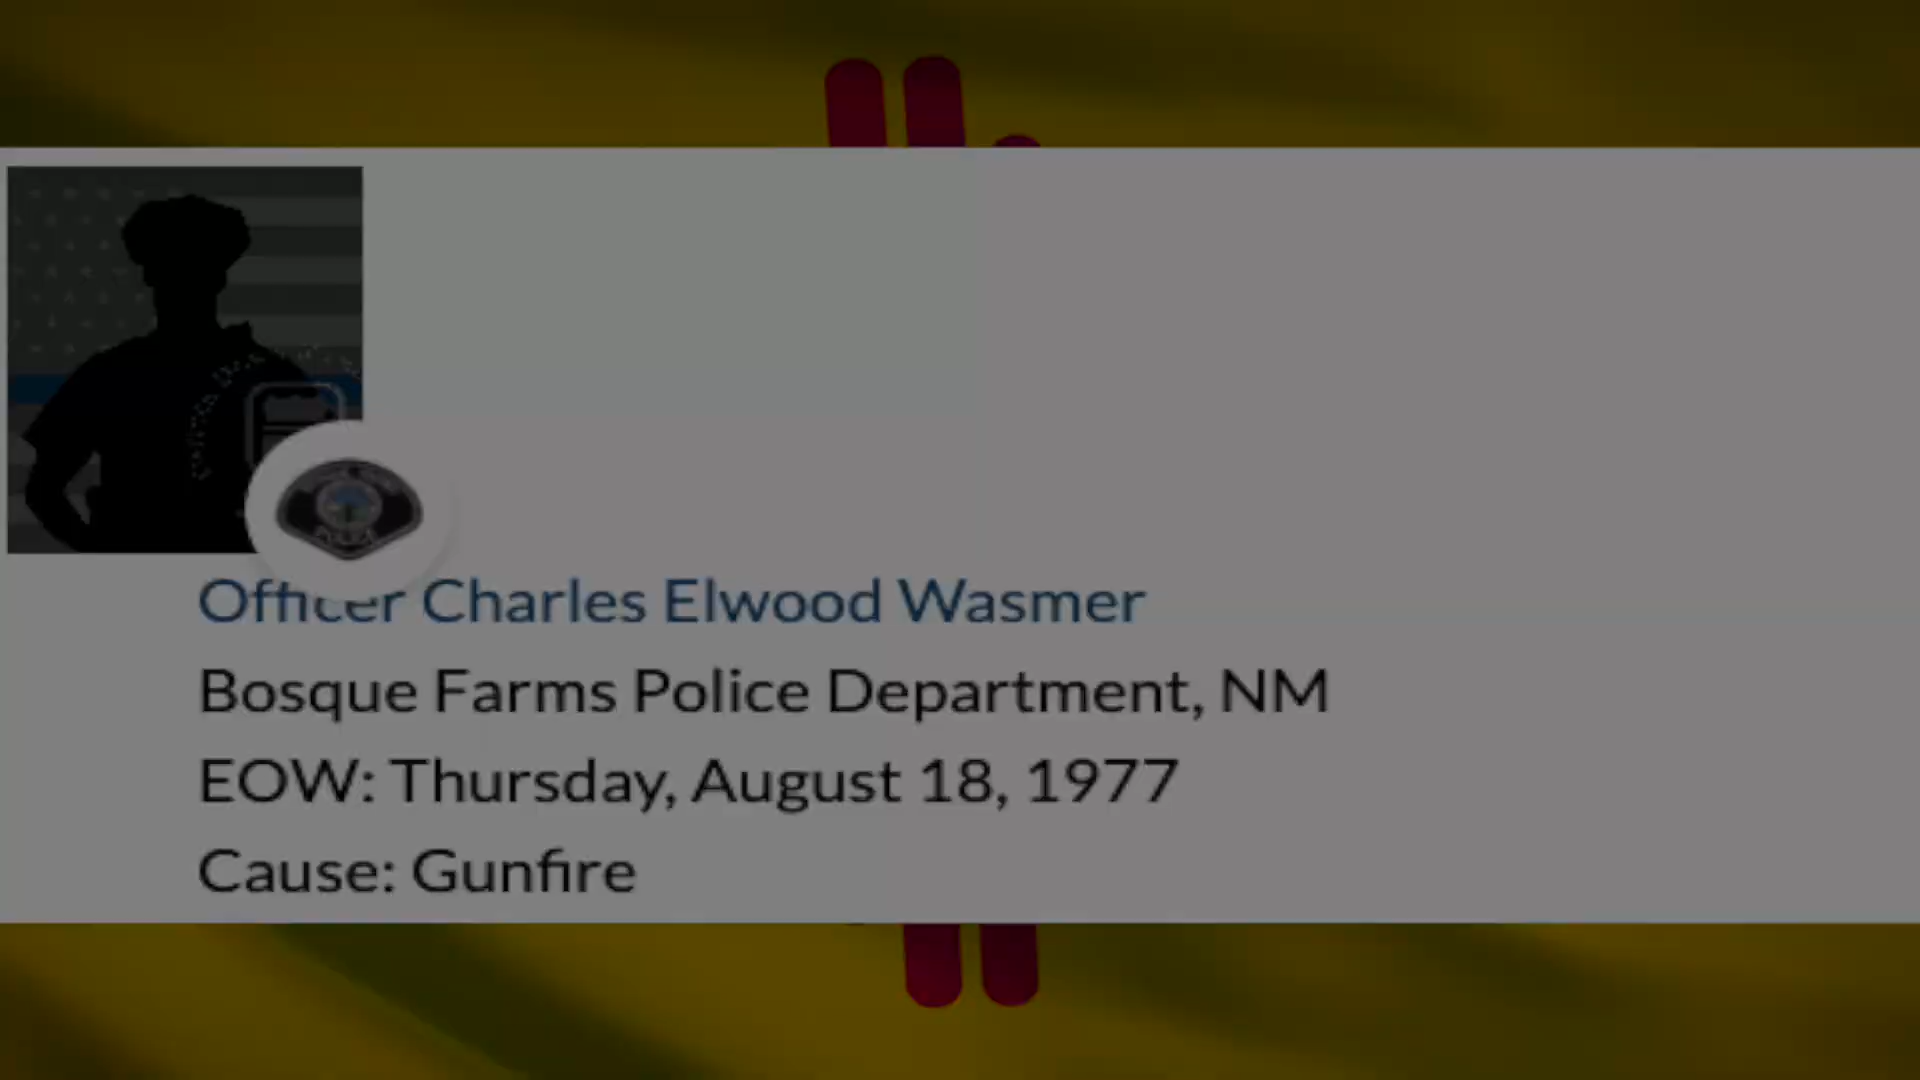 Officer Charles Elwood Wasmer
Bosque Farms Police Department, NM
EOW: Thursday, August 18, 1977
Cause: Gunfire